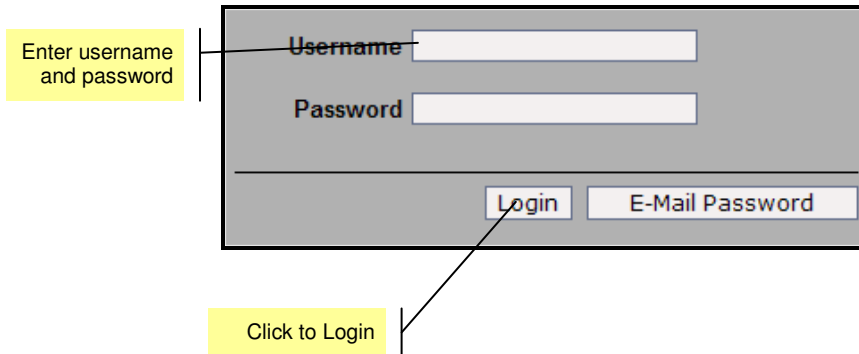 Enter username
and password
Username
Password
Login
E-Mail Password
Click to Login